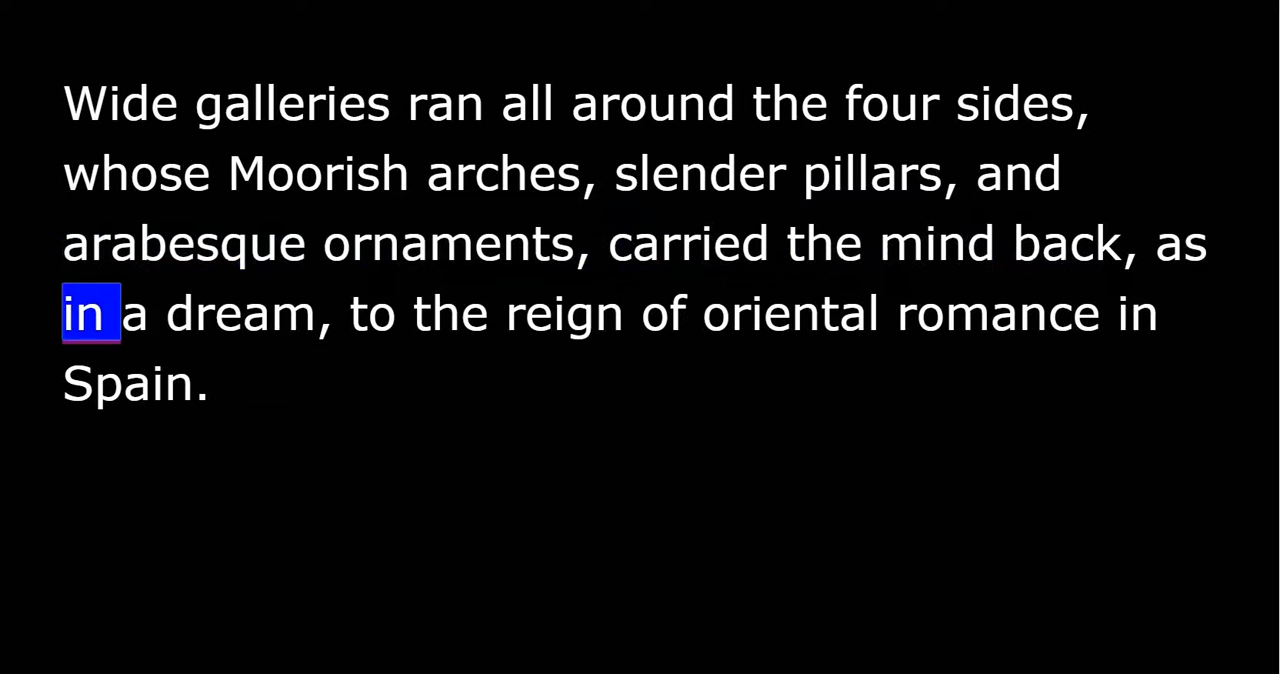 Wide galleries ran all around the four sides,
whose Moorish arches, slender pillars, and
arabesque ornaments, carried the mind back, as
in a dream, to the reign of oriental romance in
Spain.